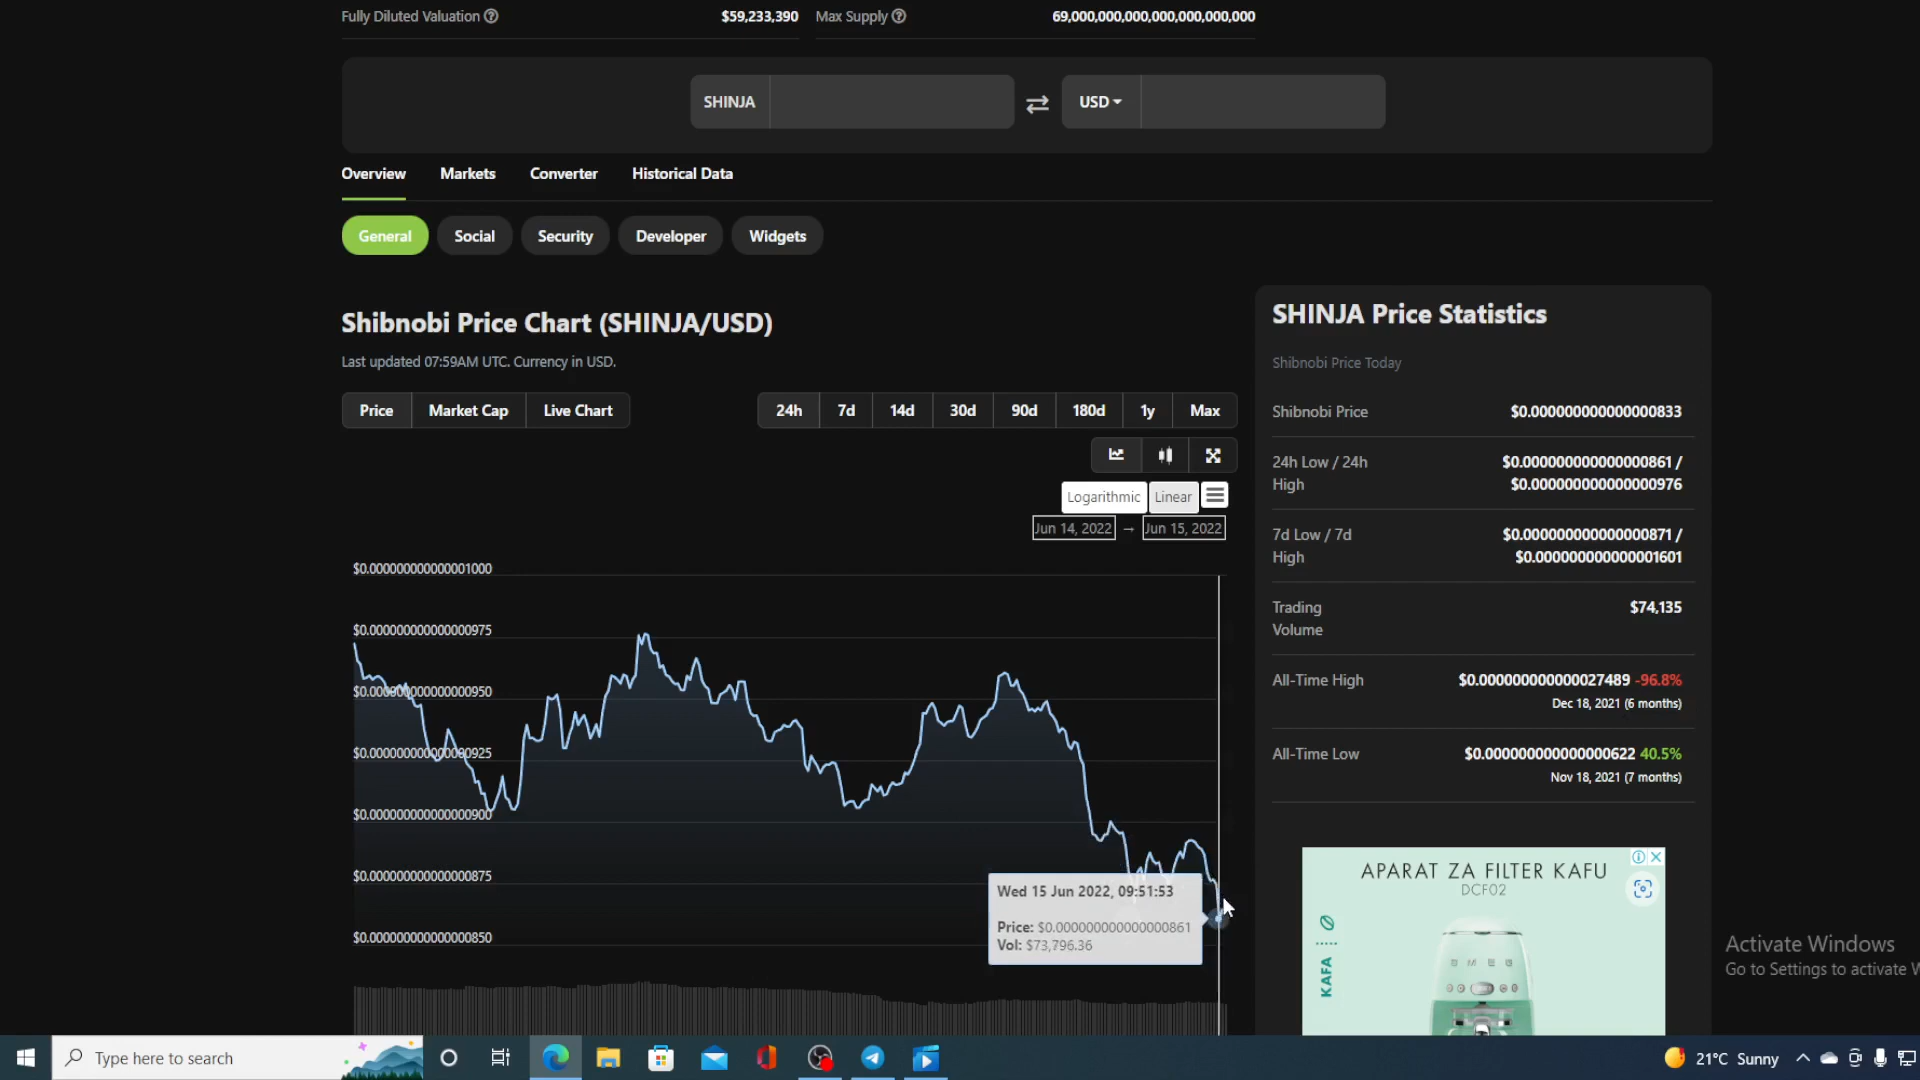 Fully Diluted Valuation $59,233,390 Max Supply 69,000,000,000,000,000,000,000
SHINJA USD
Overview Markets Converter Historical Data
General Social Security Developer Widgets
Shibnobi Price Chart (SHINJA/USD)
Last updated 07:59AM UTC. Currency in USD.
Price Market Cap Live Chart 24h 7d 14d 30d 90d 180d 1y Max
Logarithmic Linear
Jun 14, 2022 → Jun 15, 2022
$0.000000000000001000
$0.000000000000000975
$0.000000000000000950
$0.000000000000000925
$0.000000000000000900
$0.000000000000000875
$0.000000000000000850
Wed 15 Jun 2022, 09:51:53
Price: $0.000000000000000861
Vol: $73,796.36
SHINJA Price Statistics
Shibnobi Price Today
Shibnobi Price $0.000000000000000833
24h Low / 24h High $0.000000000000000861 /
$0.000000000000000976
7d Low / 7d High $0.000000000000000871 /
$0.000000000000001601
Trading Volume $74,135
All-Time High $0.000000000000027489 -96.8%
Dec 18, 2021 (6 months)
All-Time Low $0.000000000000000622 40.5%
Nov 18, 2021 (7 months)
APARAT ZA FILTER KAFU
DCF02
KAFA
SMEG
Activate Windows
Go to Settings to activate W
Type here to search
21°C Sunny